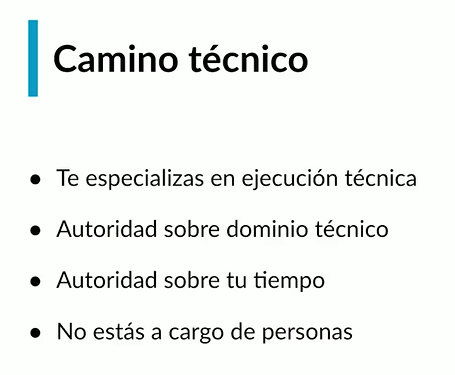 Camino técnico
● Te especializas en ejecución técnica
● Autoridad sobre dominio técnico
● Autoridad sobre tu tiempo
● No estás a cargo de personas